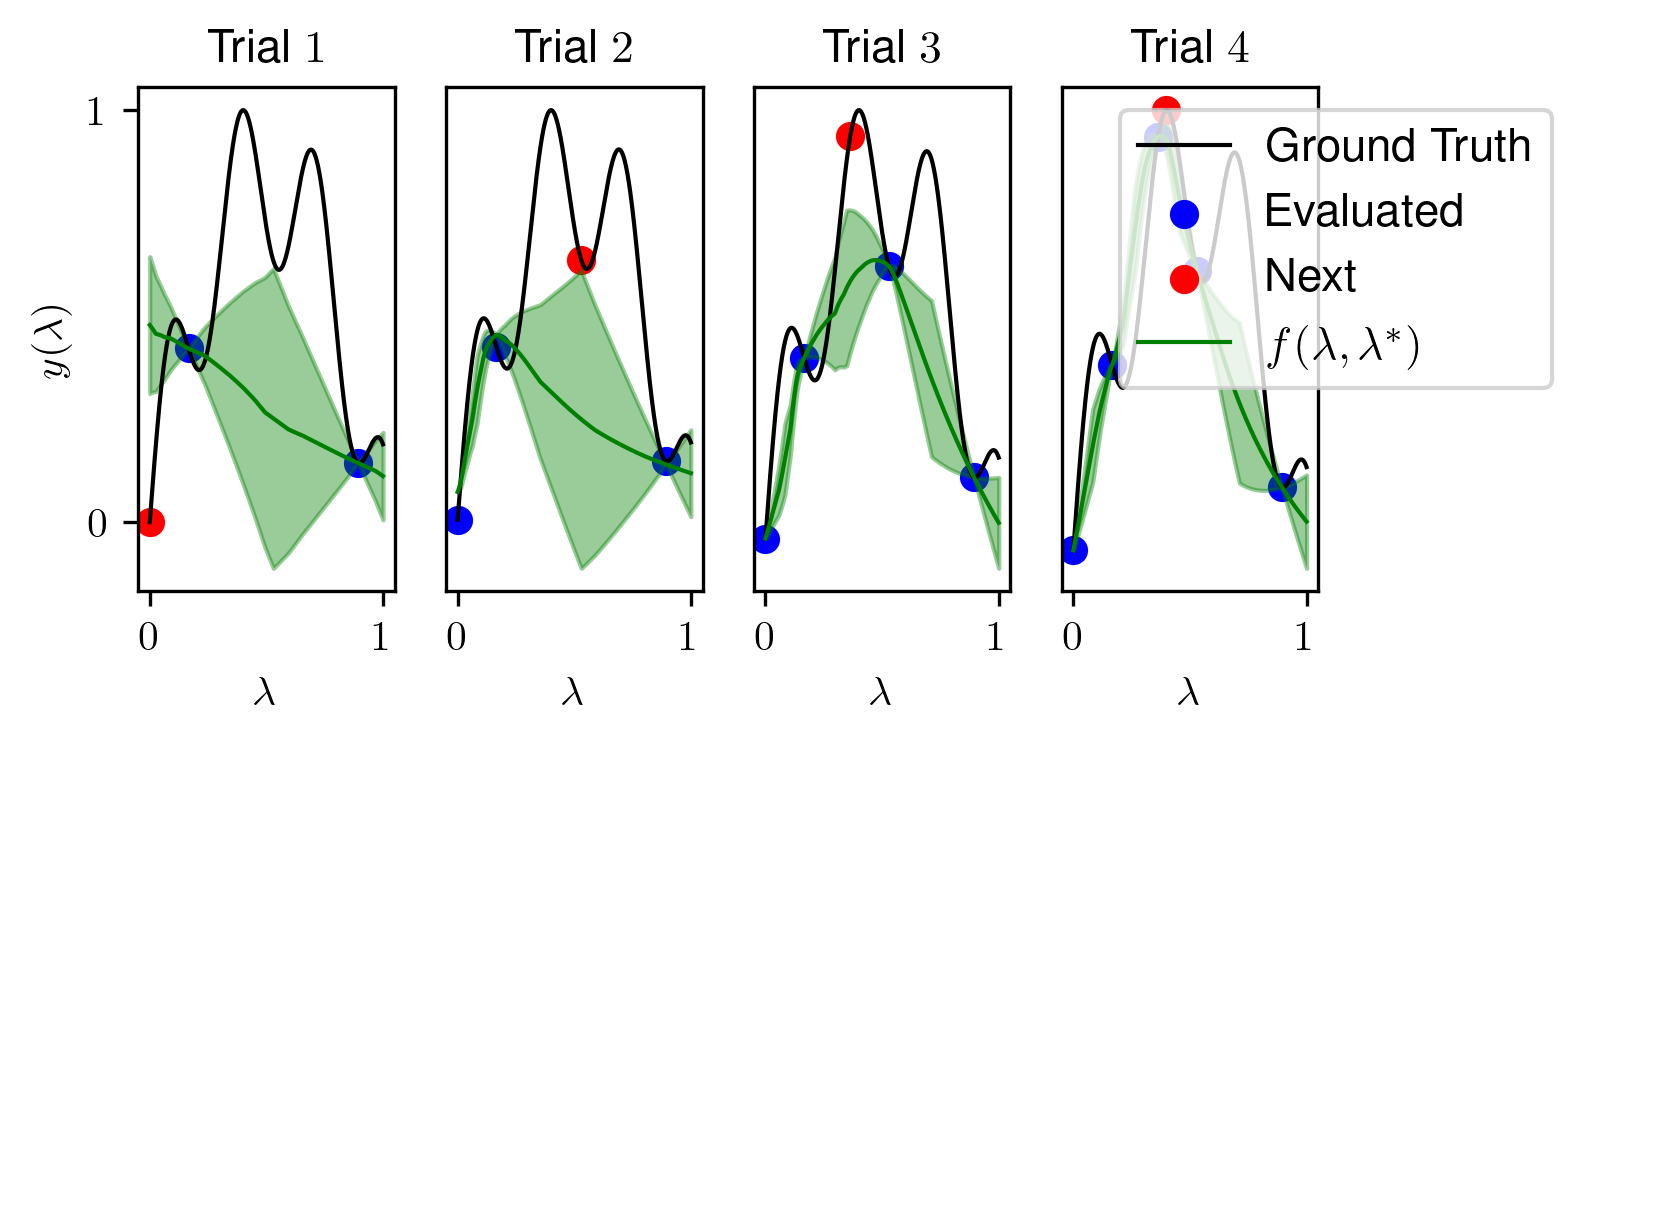 Trial 1 Trial 2 Trial 3 Trial 4
1
Ground Truth
Evaluated
Next
f(λ, λ*)
y(λ)
0
0 1 0 1 0 1 0 1
λ λ λ λ